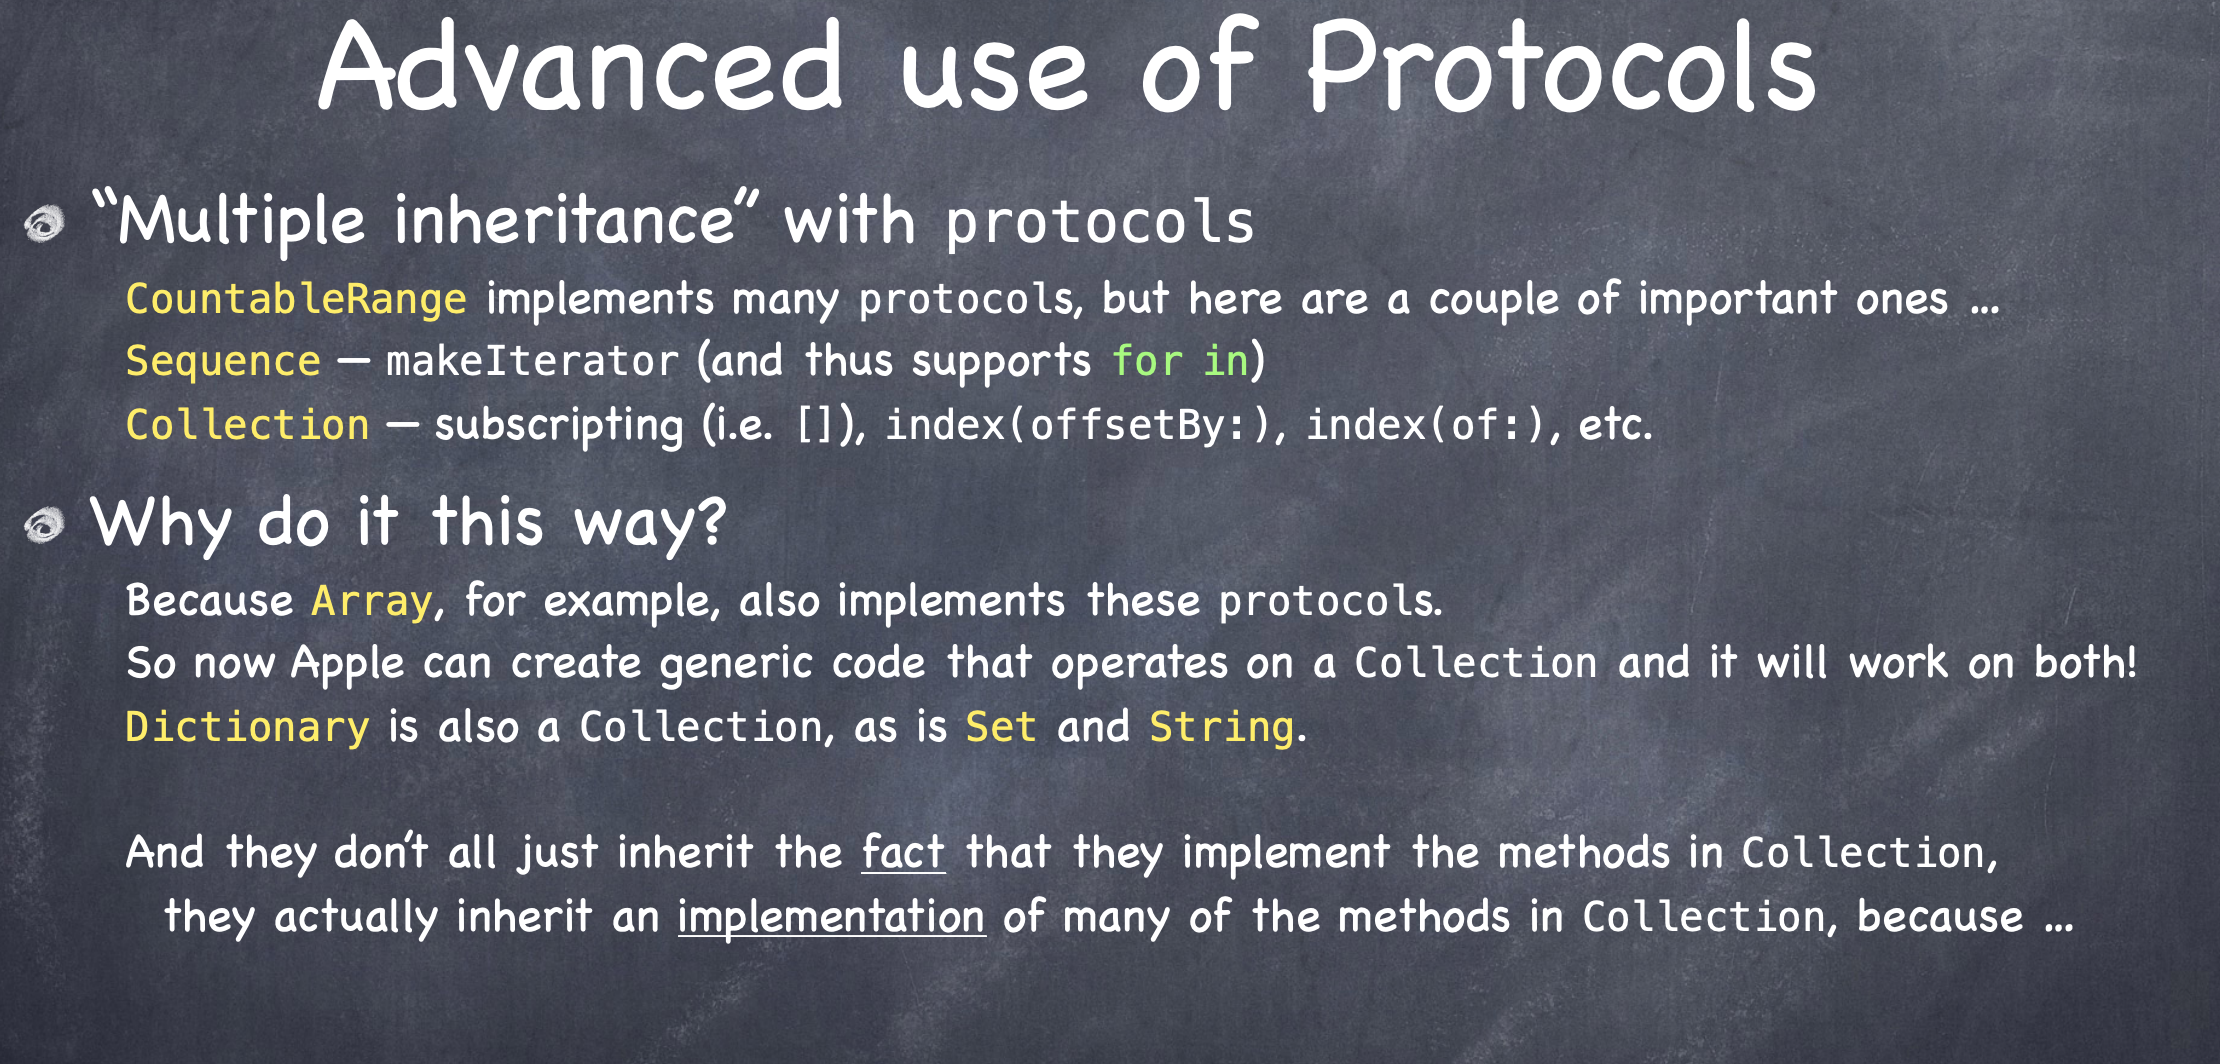 Advanced use of Protocols
“Multiple inheritance” with protocols
CountableRange implements many protocols, but here are a couple of important ones ...
Sequence — makeIterator (and thus supports for in)
Collection — subscripting (i.e. []), index(offsetBy:), index(of:), etc.
Why do it this way?
Because Array, for example, also implements these protocols.
So now Apple can create generic code that operates on a Collection and it will work on both!
Dictionary is also a Collection, as is Set and String.
And they don’t all just inherit the fact that they implement the methods in Collection,
they actually inherit an implementation of many of the methods in Collection, because ...